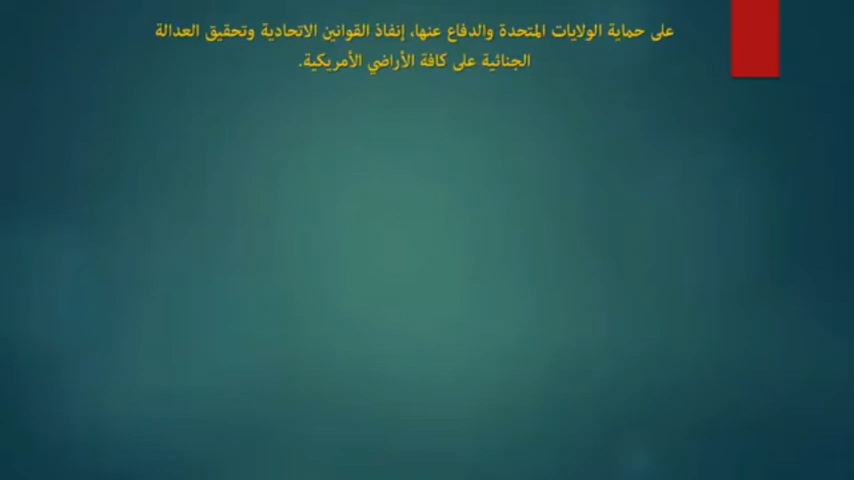 على حماية الولايات المتحدة والدفاع عنها، إنفاذ القوانين الاتحادية وتحقيق العدالة
الجنائية على كافة الأراضي الأمريكية.